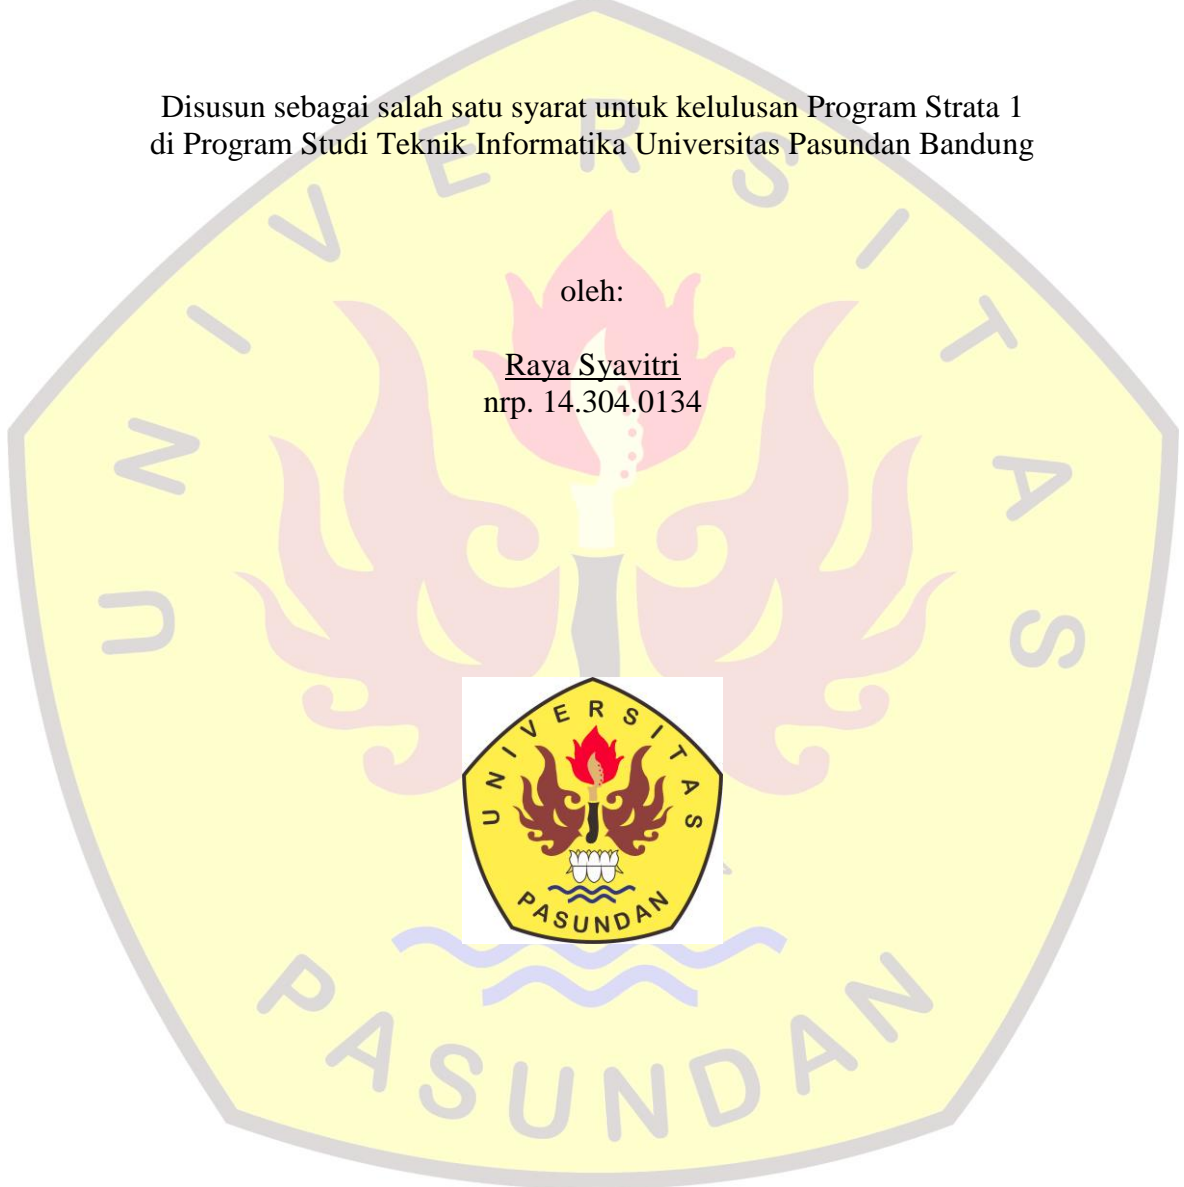 Disusun sebagai salah satu syarat untuk kelulusan Program Strata 1
di Program Studi Teknik Informatika Universitas Pasundan Bandung
oleh:
Raya Syavitri
nrp. 14.304.0134
UNIVERSITAS
PASUNDAN
UNIVERSITAS
PASUNDAN